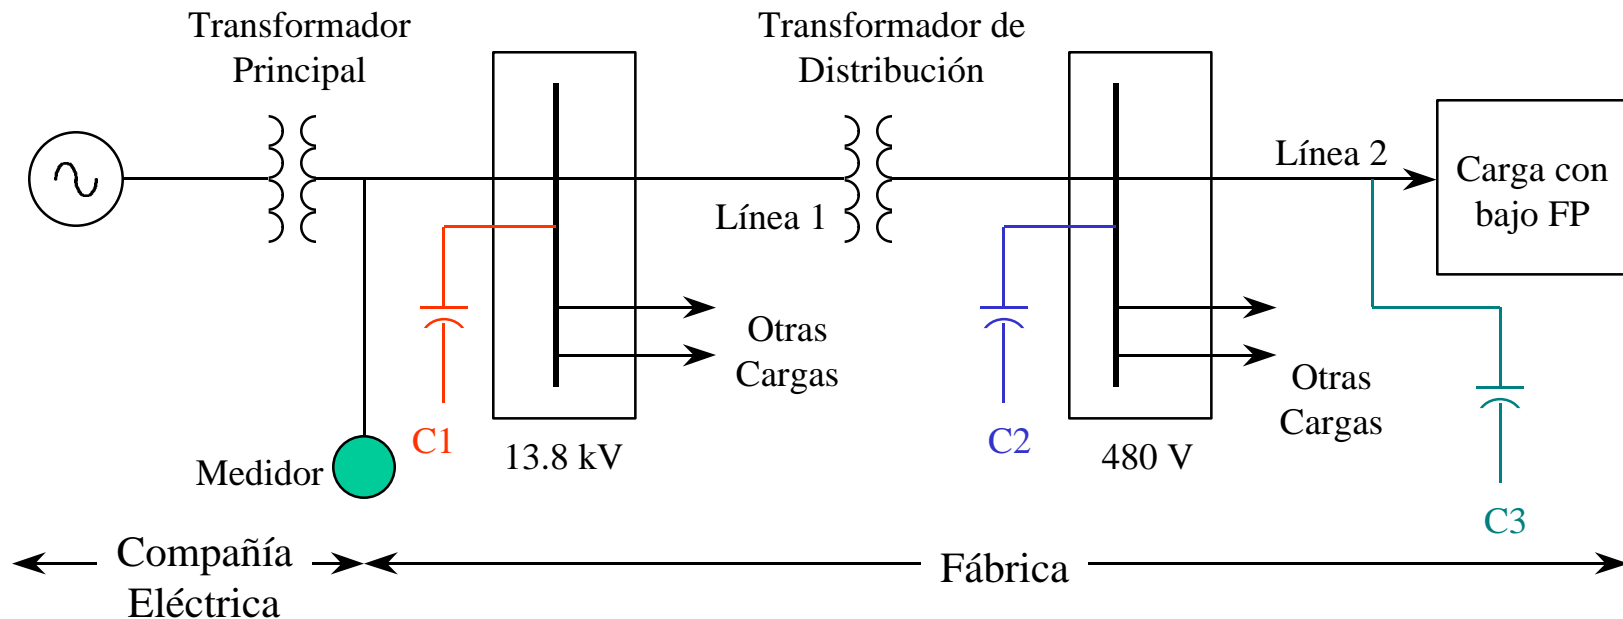 Transformador
Principal
Transformador de
Distribución
Línea 2
Carga con
bajo FP
Línea 1
Otras
Cargas
Otras
Cargas
C1
13.8 kV
C2
480 V
Medidor
C3
Compañía
Eléctrica
Fábrica